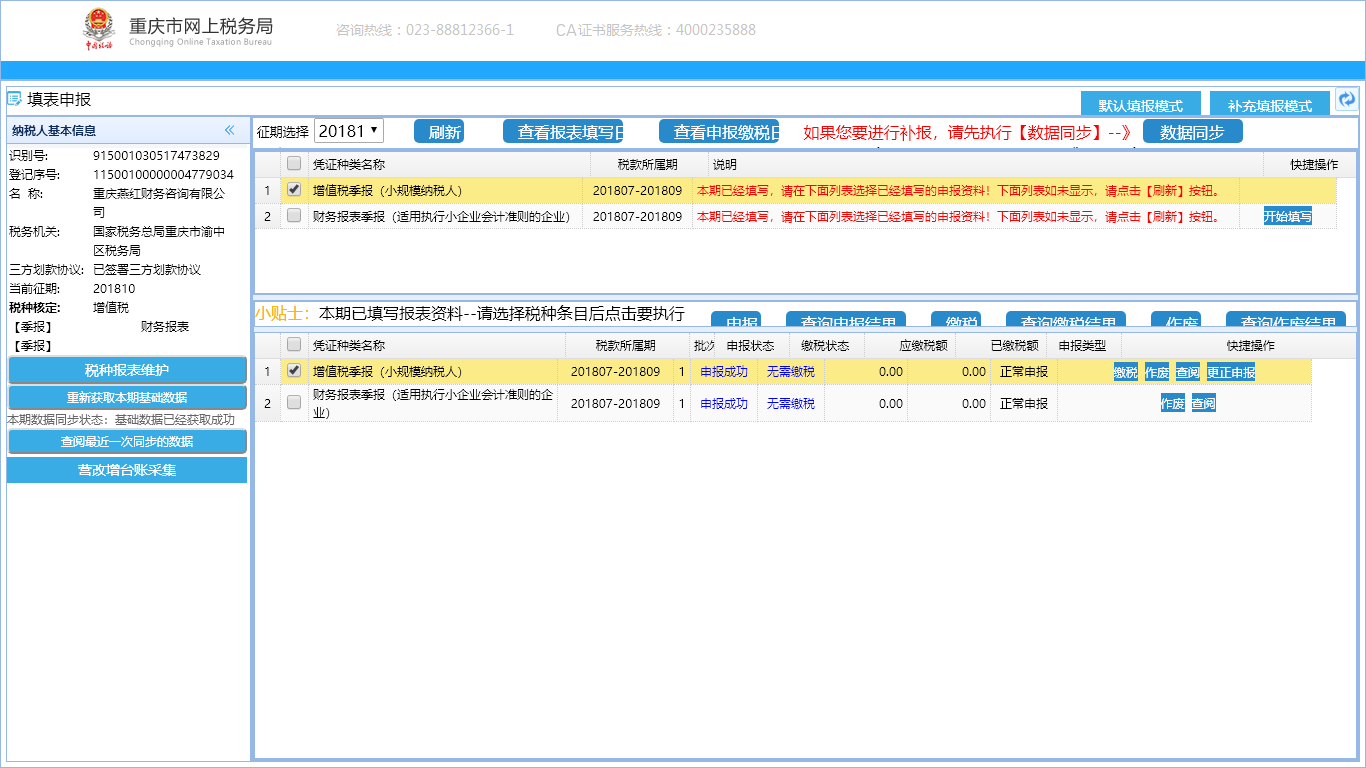 重庆市网上税务局
Chongqing Online Taxation Bureau
咨询热线：023-88812366-1
CA证书服务热线：4000235888
填表申报
默认填报模式
补充填报模式
纳税人基本信息
识别号: 915001030517473829
登记序号: 11500100000004779034
名 称: 重庆燕红财务咨询有限公
司
税务机关: 国家税务总局重庆市渝中
区税务局
三方划款协议: 已签署三方划款协议
当前征期: 201810
税种核定: 增值税
【季报】 财务报表
【季报】
税种报表维护
重新获取本期基础数据
本期数据同步状态：基础数据已经获取成功
查阅最近一次同步的数据
营改增台账采集
征期选择 20181 刷新 查看报表填写日 查看申报缴税日 如果您要进行补报，请先执行【数据同步】--》 数据同步
凭证种类名称 税款所属期 说明 快捷操作
1 增值税季报（小规模纳税人） 201807-201809 本期已经填写，请在下面列表选择已经填写的申报资料！下面列表如未显示，请点击【刷新】按钮。
2 财务报表季报（适用执行小企业会计准则的企业） 201807-201809 本期已经填写，请在下面列表选择已经填写的申报资料！下面列表如未显示，请点击【刷新】按钮。 开始填写
小贴士：本期已填写报表资料--请选择税种条目后点击要执行 申报 查询申报结果 缴税 查询缴税结果 作废 查询作废结果
凭证种类名称 税款所属期 批次 申报状态 缴税状态 应缴税额 已缴税额 申报类型 快捷操作
1 增值税季报（小规模纳税人） 201807-201809 1 申报成功 无需缴税 0.00 0.00 正常申报 缴税 作废 查阅 更正申报
2 财务报表季报（适用执行小企业会计准则的企
业） 201807-201809 1 申报成功 无需缴税 0.00 0.00 正常申报 作废 查阅